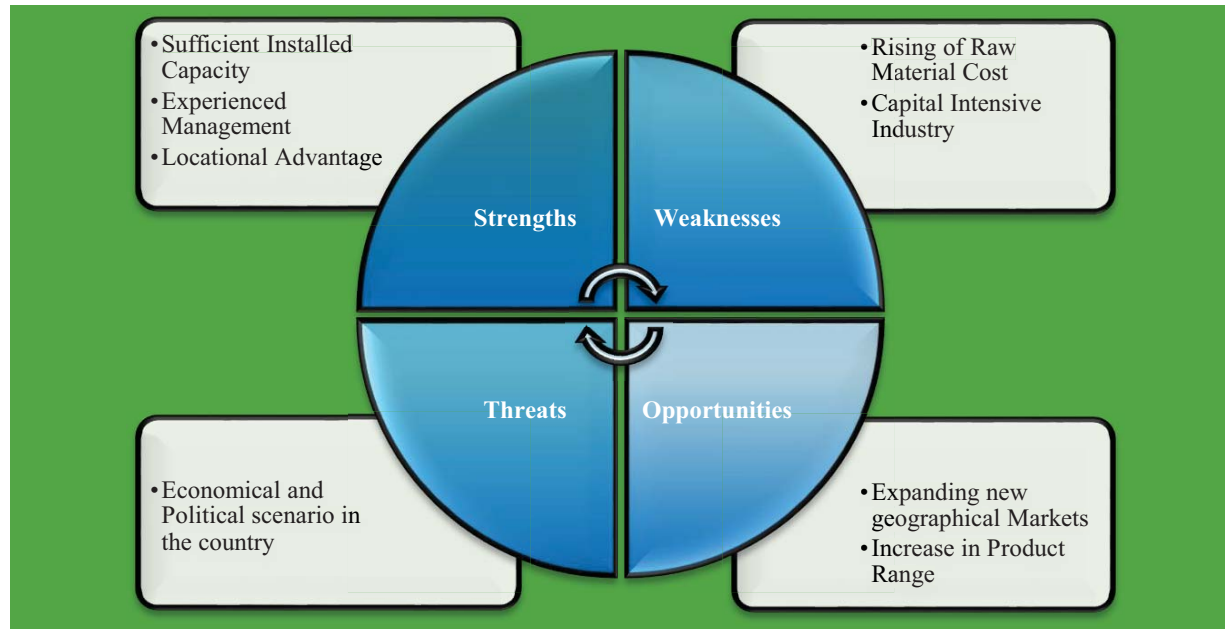 •Sufficient Installed
Capacity
•Experienced
Management
•Locational Advantage
•Rising of Raw
Material Cost
•Capital Intensive
Industry
Strengths
Weaknesses
Threats
Opportunities
•Economical and
Political scenario in
the country
•Expanding new
geographical Markets
•Increase in Product
Range